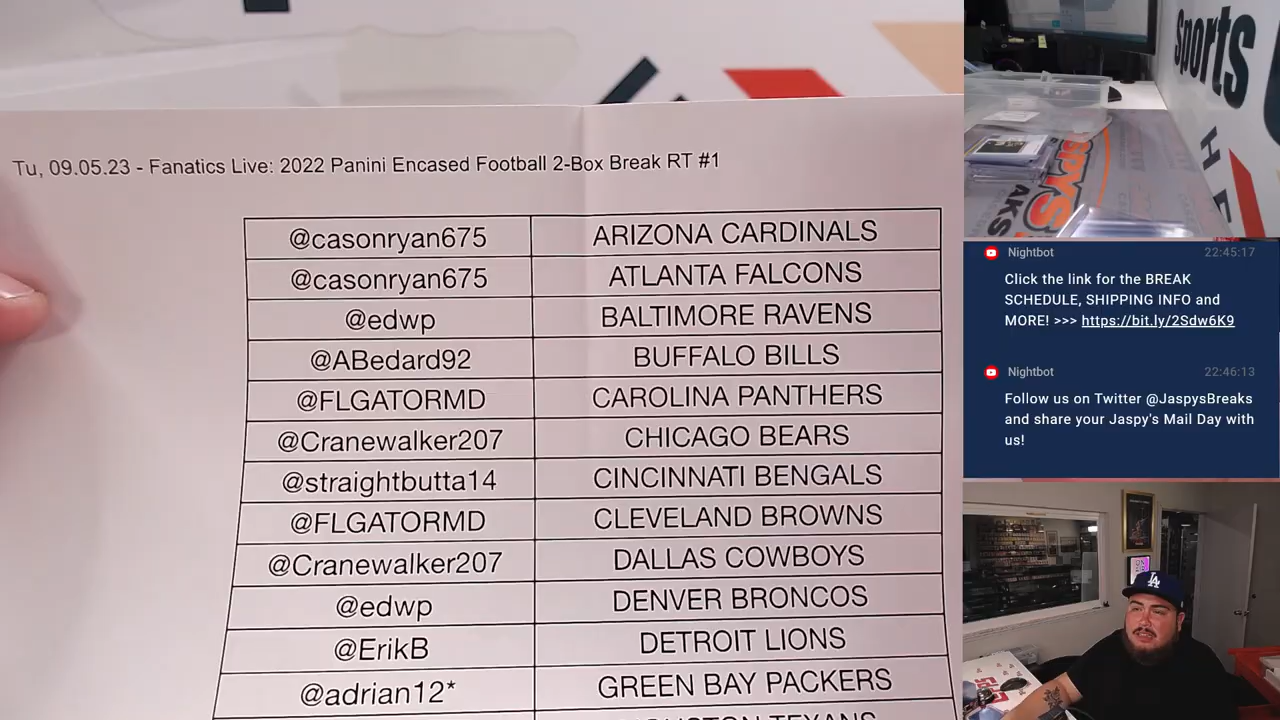 Tu, 09.05.23 - Fanatics Live: 2022 Panini Encased Football 2-Box Break RT #1
@casonryan675 ARIZONA CARDINALS
@casonryan675 ATLANTA FALCONS
@edwp BALTIMORE RAVENS
@ABedard92 BUFFALO BILLS
@FLGATORMD CAROLINA PANTHERS
@Cranewalker207 CHICAGO BEARS
@straightbutta14 CINCINNATI BENGALS
@FLGATORMD CLEVELAND BROWNS
@Cranewalker207 DALLAS COWBOYS
@edwp DENVER BRONCOS
@ErikB DETROIT LIONS
@adrian12* GREEN BAY PACKERS
HOUSTON TEXANS
Sports
Nightbot 22:45:17
Click the link for the BREAK
SCHEDULE, SHIPPING INFO and
MORE! >>> https://bit.ly/2Sdw6K9
Nightbot 22:46:13
Follow us on Twitter @JaspysBreaks
and share your Jaspy's Mail Day with
us!
LA